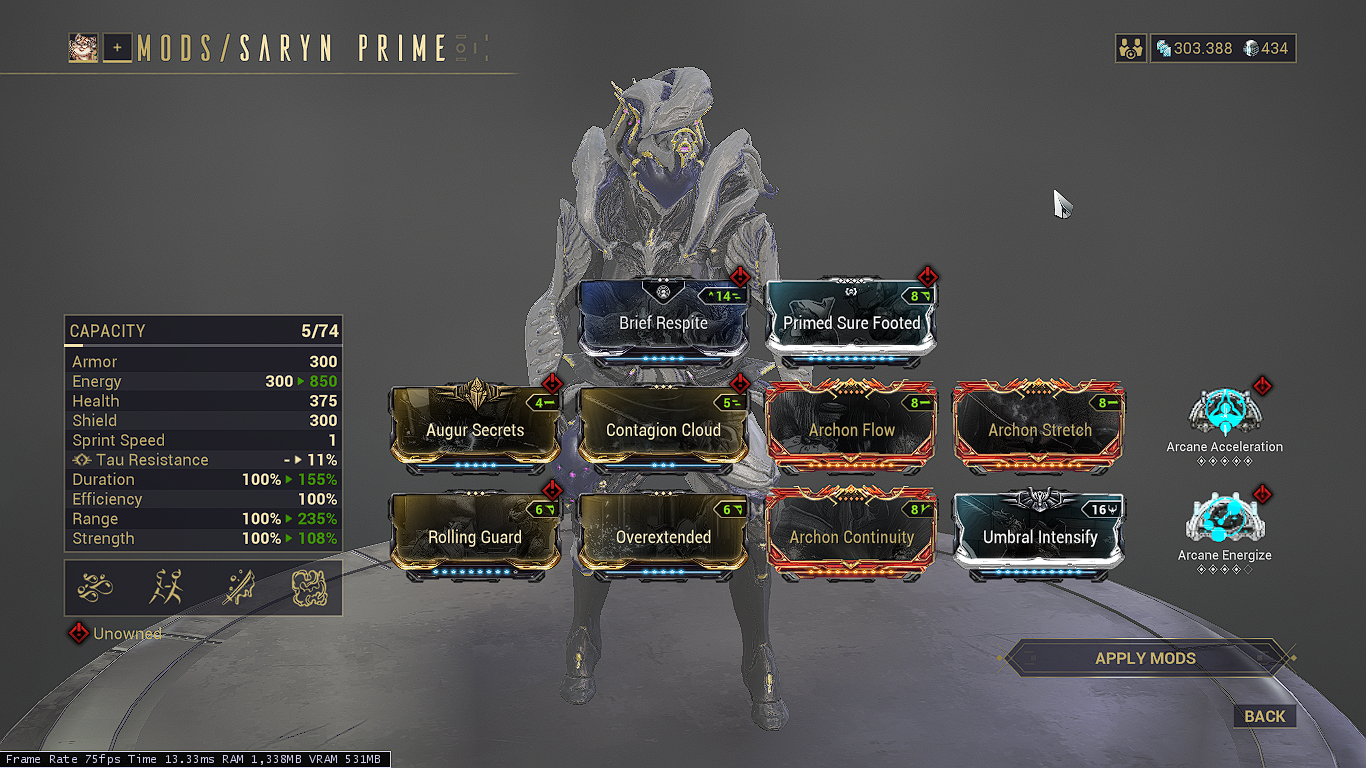 + MODS/SARYN PRIME
303.388 434
Brief Respite 14
Primed Sure Footed 8
CAPACITY 5/74
Armor 300
Energy 300 ▸ 850
Health 375
Shield 300
Sprint Speed 1
Tau Resistance - ▸ 11%
Duration 100% ▸ 155%
Efficiency 100%
Range 100% ▸ 235%
Strength 100% ▸ 108%
Unowned
Augur Secrets 4
Contagion Cloud 5
Archon Flow 8
Archon Stretch 8
Rolling Guard 6
Overextended 6
Archon Continuity 8
Umbral Intensify 16
Arcane Acceleration
Arcane Energize
APPLY MODS
BACK
Frame Rate 75fps Time 13.33ms RAM 1,338MB VRAM 531MB